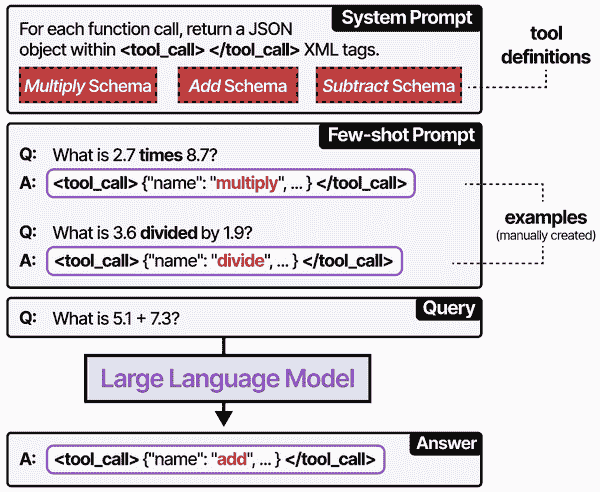 System Prompt
For each function call, return a JSON
object within <tool_call> </tool_call> XML tags.
Multiply Schema
Add Schema
Subtract Schema
tool
definitions
Few-shot Prompt
Q: What is 2.7 times 8.7?
A: <tool_call> {"name": "multiply", ... } </tool_call>
Q: What is 3.6 divided by 1.9?
A: <tool_call> {"name": "divide", ... } </tool_call>
examples
(manually created)
Query
Q: What is 5.1 + 7.3?
Large Language Model
Answer
A: <tool_call> {"name": "add", ... } </tool_call>